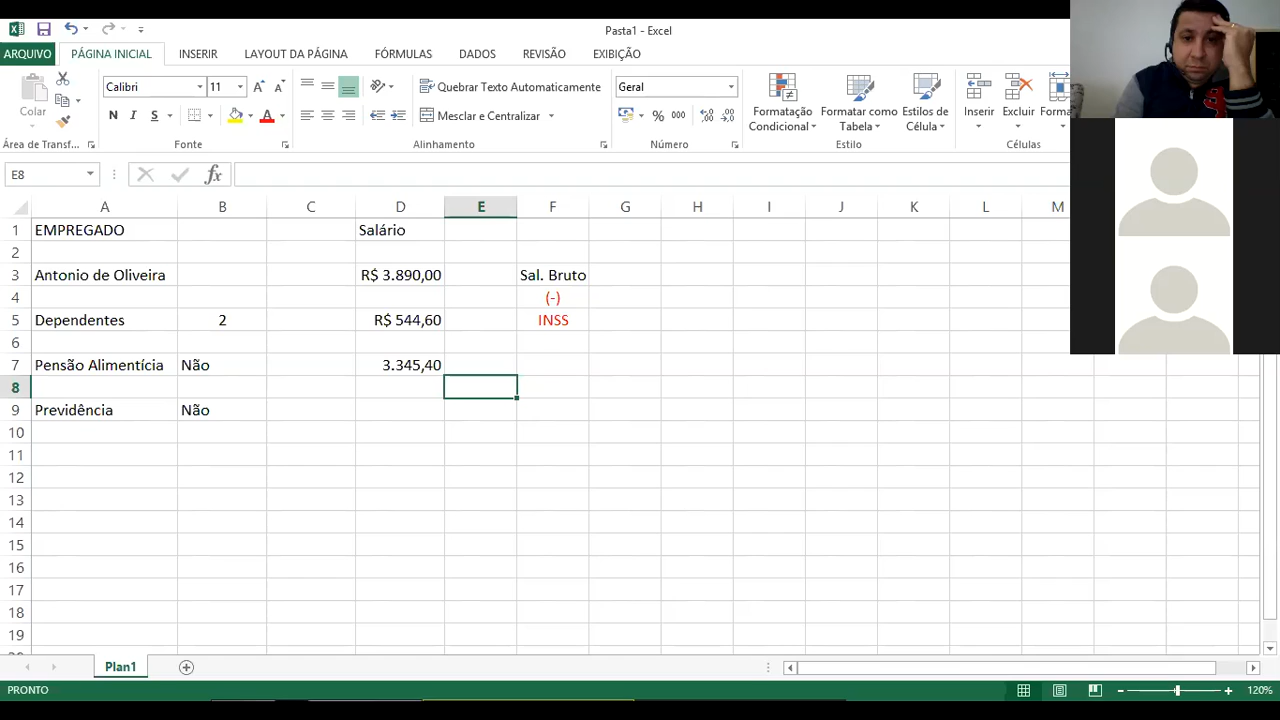 Pasta1 - Excel
ARQUIVO PÁGINA INICIAL INSERIR LAYOUT DA PÁGINA FÓRMULAS DADOS REVISÃO EXIBIÇÃO
Calibri 11 Quebrar Texto Automaticamente Geral
Colar
N I S A Mesclar e Centralizar % 000
Formatação Condicional
Formatar como Tabela
Estilos de Célula
Inserir Excluir Forma
Área de Transf... Fonte Alinhamento Número Estilo Células
E8 fx
A B C D E F G H I J K L M
1 EMPREGADO Salário
2
3 Antonio de Oliveira R$ 3.890,00 Sal. Bruto
4 (-)
5 Dependentes 2 R$ 544,60 INSS
6
7 Pensão Alimentícia Não 3.345,40
8
9 Previdência Não
10
11
12
13
14
15
16
17
18
19
Plan1
PRONTO 120%